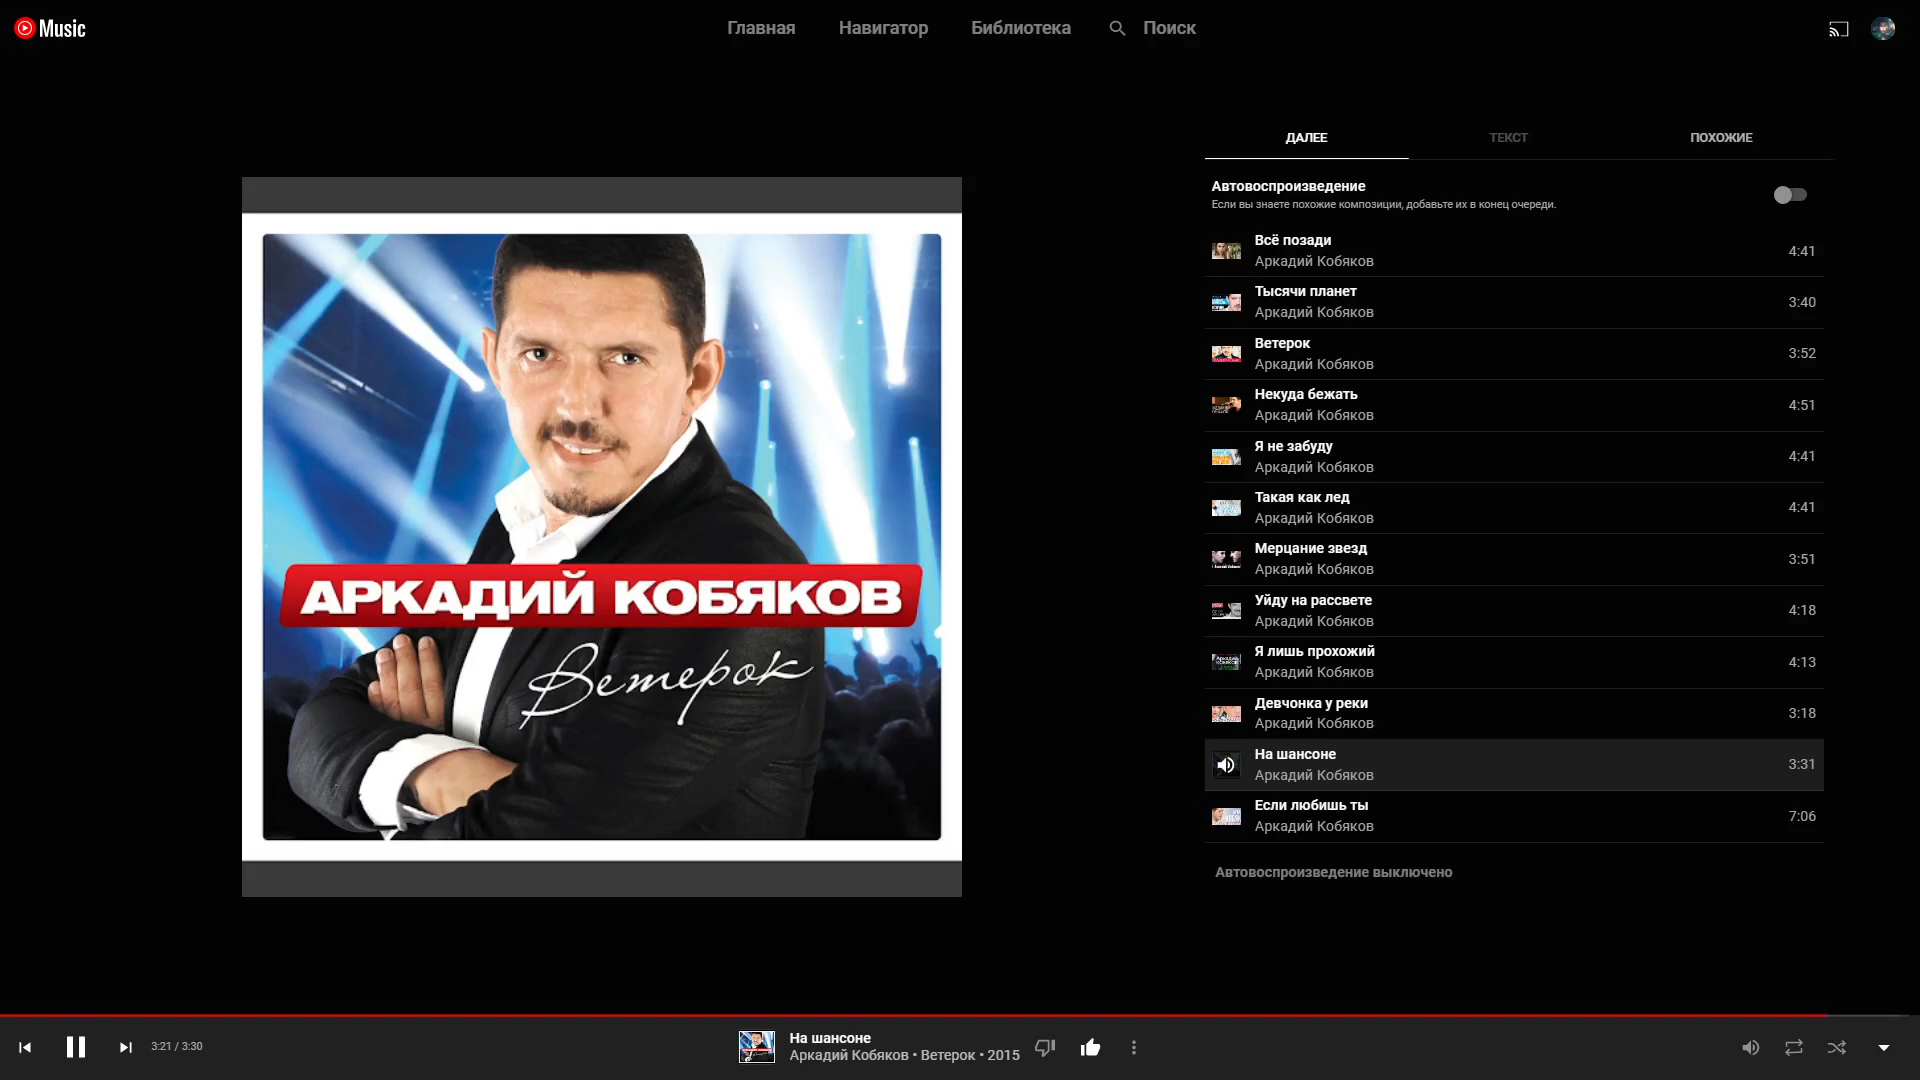 Music
Главная
Навигатор
Библиотека
Поиск
АРКАДИЙ КОБЯКОВ
Ветерок
ДАЛЕЕ
ТЕКСТ
ПОХОЖИЕ
Автовоспроизведение
Если вы знаете похожие композиции, добавьте их в конец очереди.
Всё позади
Аркадий Кобяков
4:41
Тысячи планет
Аркадий Кобяков
3:40
Ветерок
Аркадий Кобяков
3:52
Некуда бежать
Аркадий Кобяков
4:51
Я не забуду
Аркадий Кобяков
4:41
Такая как лед
Аркадий Кобяков
4:41
Мерцание звезд
Аркадий Кобяков
3:51
Уйду на рассвете
Аркадий Кобяков
4:18
Я лишь прохожий
Аркадий Кобяков
4:13
Девчонка у реки
Аркадий Кобяков
3:18
На шансоне
Аркадий Кобяков
3:31
Если любишь ты
Аркадий Кобяков
7:06
Автовоспроизведение выключено
3:21 / 3:30
На шансоне
Аркадий Кобяков • Ветерок • 2015